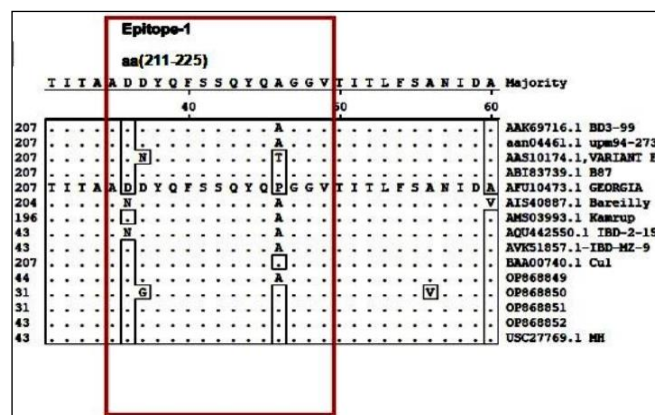 Epitope-1
aa(211-225)
T I T A A D D Y Q F S S Q Y Q A G G V T I T L F S A N I D A Majority
40 50 60
207 . . . . . . . . . . . . . . . A . . . . . . . . . . . . . . AAK69716.1 BD3-99
207 . . . . . . . . . . . . . . . A . . . . . . . . . . . . . . aan04461.1 upm94-273
207 . . . . . . N . . . . . . . . T . . . . . . . . . . . . . . AAS10174.1,VARIANT E
207 . . . . . . . . . . . . . . . . . . . . . . . . . . . . . . ABI83739.1 B87
207 T I T A A D D Y Q F S S Q Y Q P G G V T I T L F S A N I D A AFU10473.1 GEORGIA
204 . . . . . N . . . . . . . . . A . . . . . . . . . . . . . V AIS40887.1 Bareilly
196 . . . . . . . . . . . . . . . . . . . . . . . . . . . . . . AMS03993.1 Kamrup
43 . . . . . N . . . . . . . . . A . . . . . . . . . . . . . . AQU442550.1 IBD-2-15
43 . . . . . . . . . . . . . . . A . . . . . . . . . . . . . . AVK51857.1-IBD-MZ-9
207 . . . . . . . . . . . . . . . . . . . . . . . . . . . . . . BAA00740.1 Cul
44 . . . . . . . . . . . . . . . A . . . . . . . . . . . . . . OP868849
31 . . . . . . G . . . . . . . . . . . . . . . . . . V . . . . OP868850
31 . . . . . . . . . . . . . . . . . . . . . . . . . . . . . . OP868851
43 . . . . . . . . . . . . . . . . . . . . . . . . . . . . . . OP868852
43 . . . . . . . . . . . . . . . . . . . . . . . . . . . . . . USC27769.1 MH